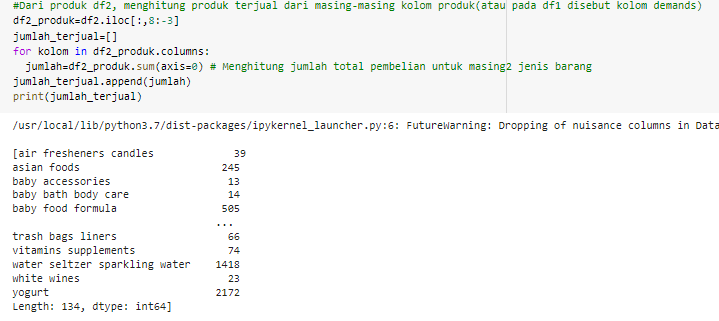 #Dari produk df2, menghitung produk terjual dari masing-masing kolom produk(atau pada df1 disebut kolom demands)
df2_produk=df2.iloc[:,8:-3]
jumlah_terjual=[]
for kolom in df2_produk.columns:
  jumlah=df2_produk.sum(axis=0) # Menghitung jumlah total pembelian untuk masing2 jenis barang
jumlah_terjual.append(jumlah)
print(jumlah_terjual)
/usr/local/lib/python3.7/dist-packages/ipykernel_launcher.py:6: FutureWarning: Dropping of nuisance columns in Data
[air fresheners candles 39
asian foods 245
baby accessories 13
baby bath body care 14
baby food formula 505
...
trash bags liners 66
vitamins supplements 74
water seltzer sparkling water 1418
white wines 23
yogurt 2172
Length: 134, dtype: int64]